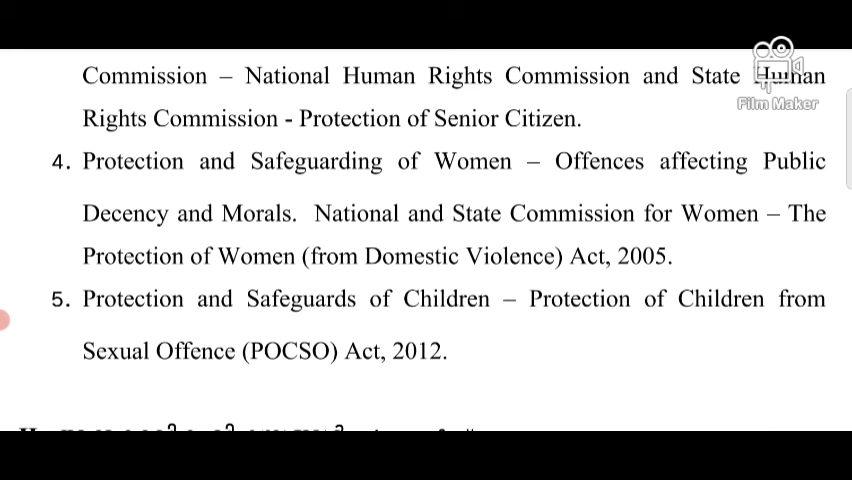 Commission – National Human Rights Commission and State Human
Rights Commission - Protection of Senior Citizen.
Film Maker
4. Protection and Safeguarding of Women – Offences affecting Public
Decency and Morals. National and State Commission for Women – The
Protection of Women (from Domestic Violence) Act, 2005.
5. Protection and Safeguards of Children – Protection of Children from
Sexual Offence (POCSO) Act, 2012.